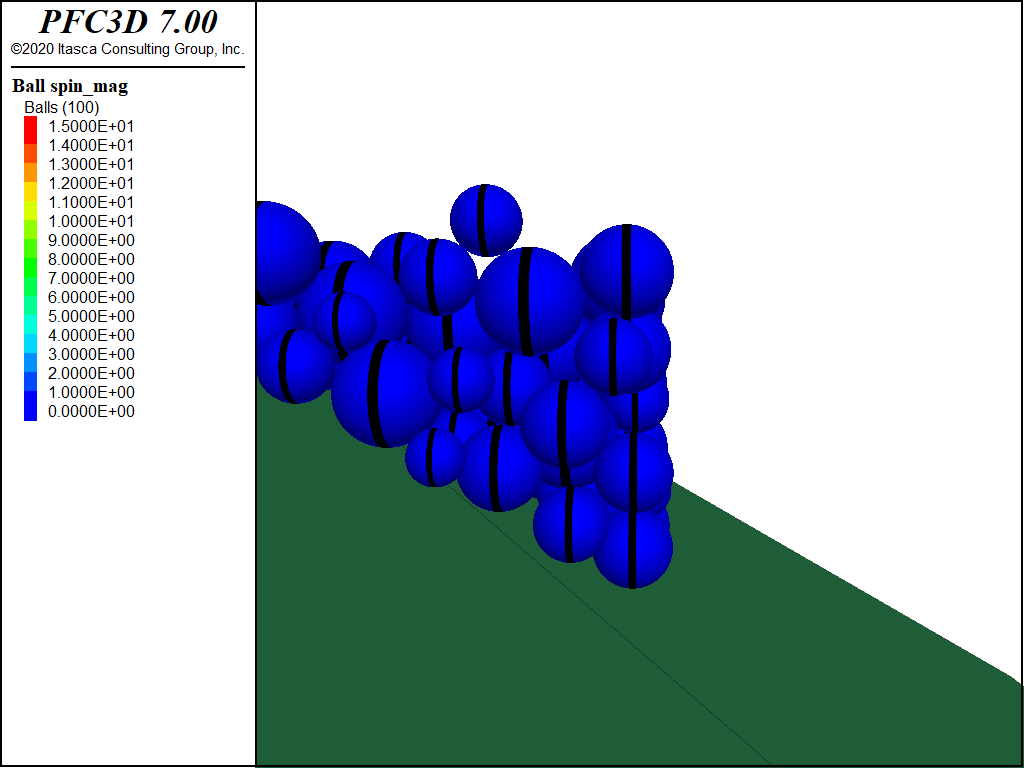 PFC3D 7.00
©2020 Itasca Consulting Group, Inc.
Ball spin_mag
Balls (100)
1.5000E+01
1.4000E+01
1.3000E+01
1.2000E+01
1.1000E+01
1.0000E+01
9.0000E+00
8.0000E+00
7.0000E+00
6.0000E+00
5.0000E+00
4.0000E+00
3.0000E+00
2.0000E+00
1.0000E+00
0.0000E+00